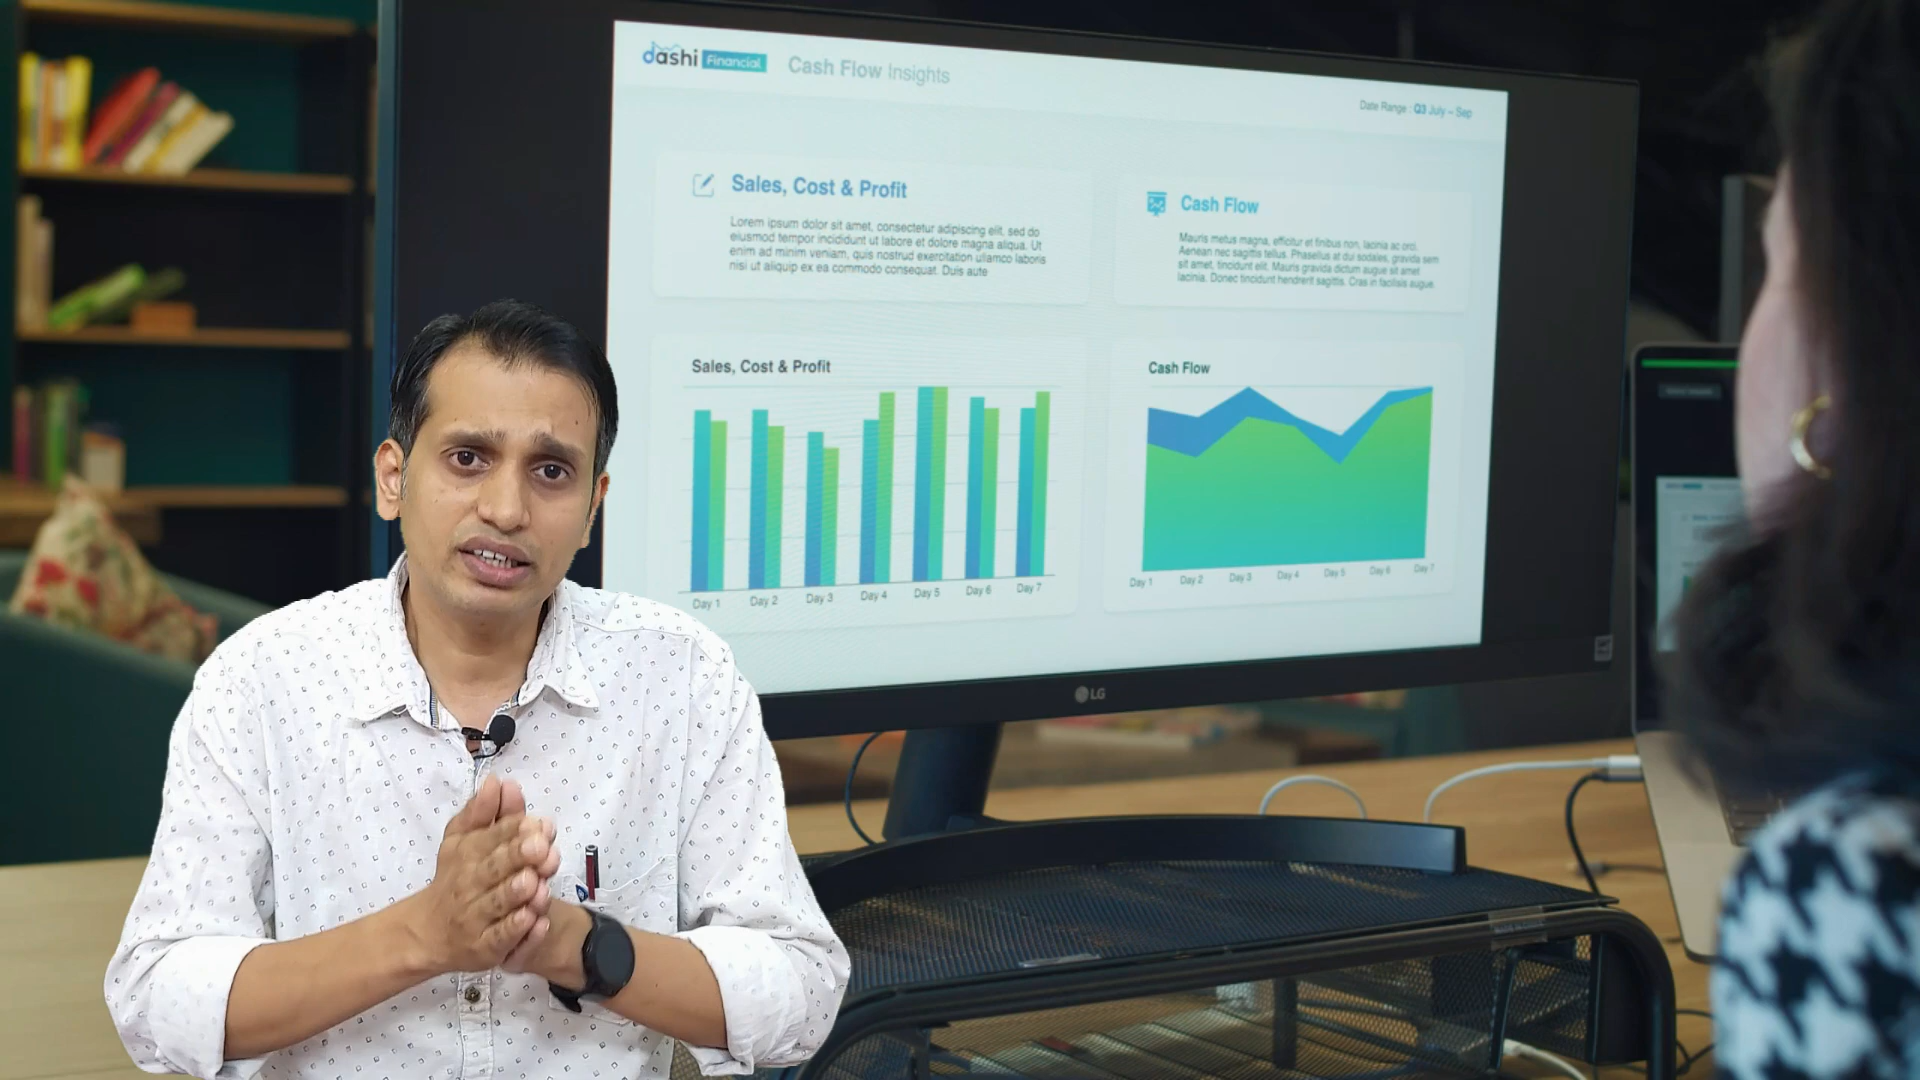 dashi Financial Cash Flow Insights
Date Range : Q3 July – Sep
Sales, Cost & Profit
Lorem ipsum dolor sit amet, consectetur adipiscing elit, sed do
eiusmod tempor incididunt ut labore et dolore magna aliqua. Ut
enim ad minim veniam, quis nostrud exercitation ullamco laboris
nisi ut aliquip ex ea commodo consequat. Duis aute
Cash Flow
Mauris metus magna, efficitur et finibus non, lacinia ac orci.
Aenean nec sagittis tellus. Phasellus at dui sodales, gravida sem
sit amet, tincidunt elit. Mauris gravida dictum augue sit amet
lacinia. Donec tincidunt hendrerit sagittis. Cras in facilisis augue.
Sales, Cost & Profit
Day 1 Day 2 Day 3 Day 4 Day 5 Day 6 Day 7
Cash Flow
Day 1 Day 2 Day 3 Day 4 Day 5 Day 6 Day 7
LG